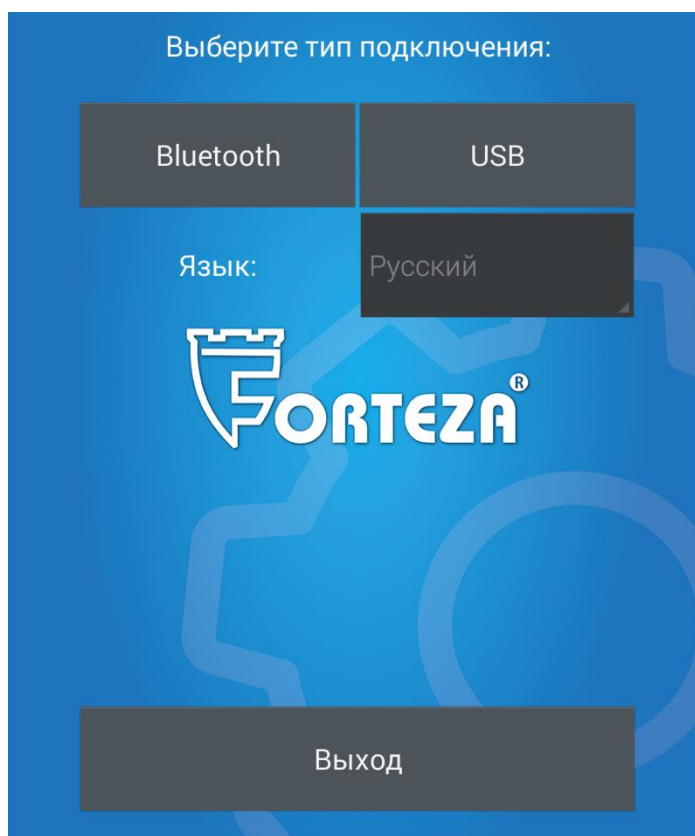 Выберите тип подключения:
Bluetooth USB
Язык: Русский
FORTEZA®
Выход